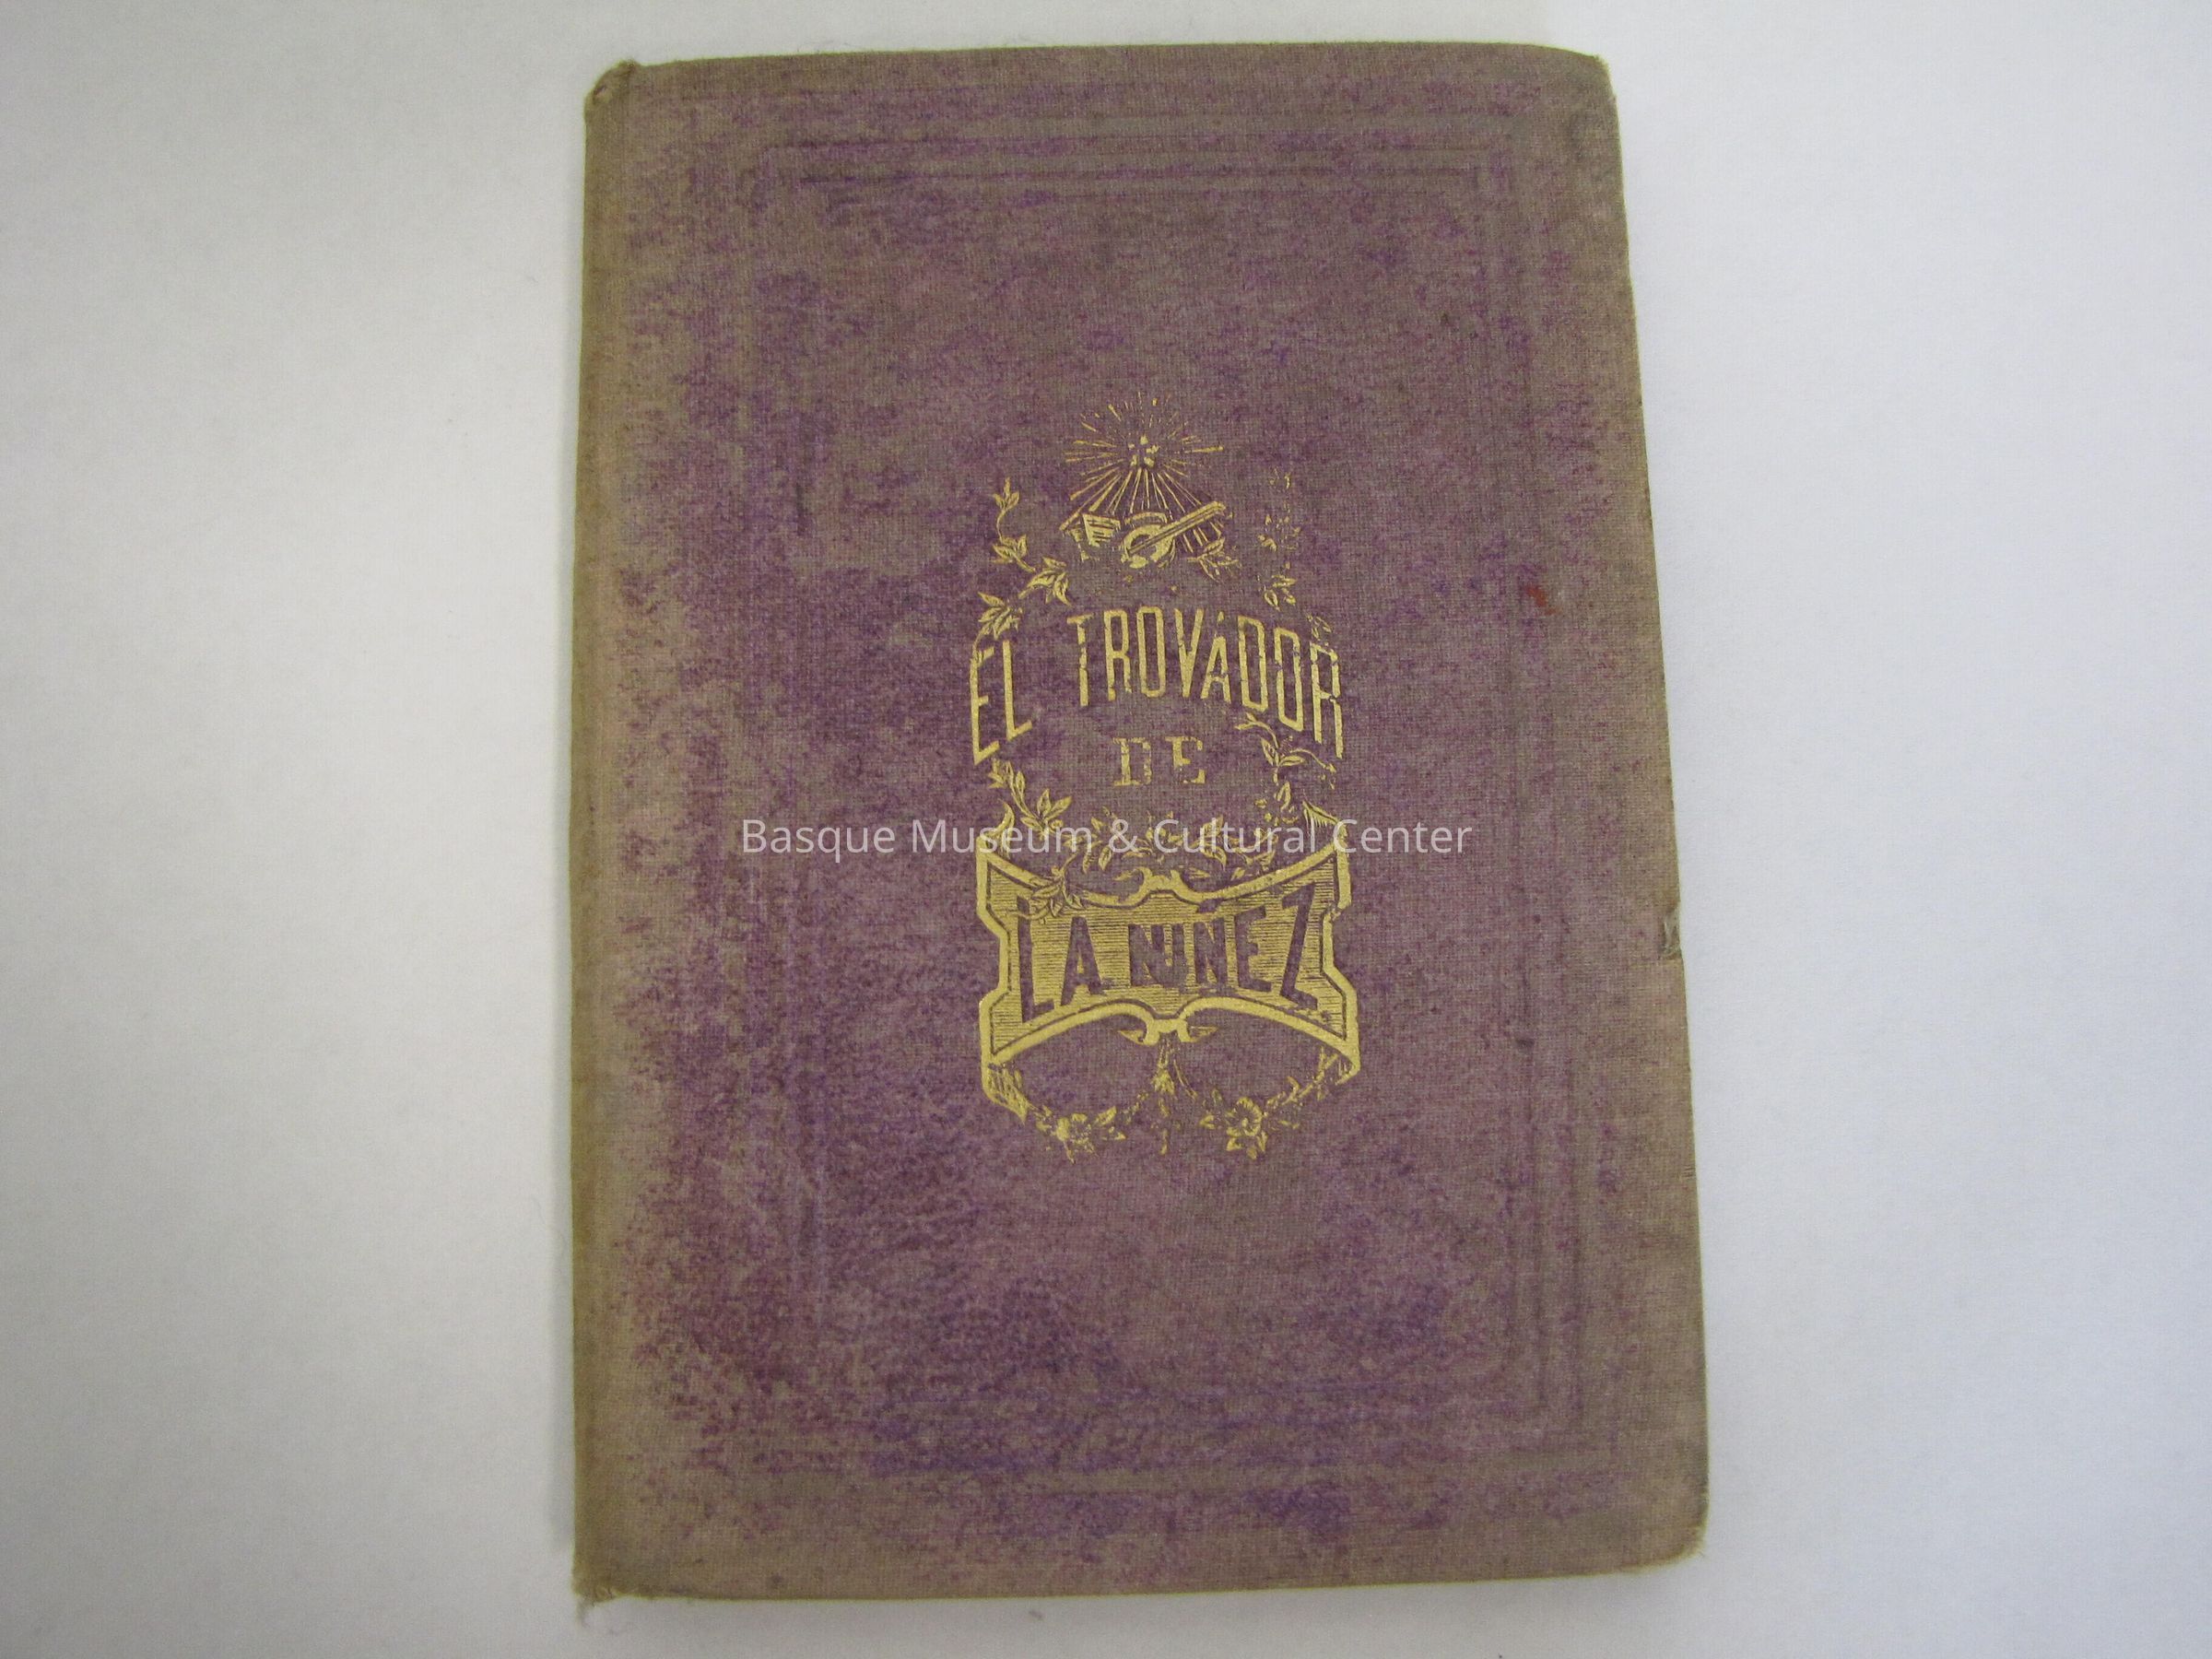 EL TROVADOR
DE
Basque Museum & Cultural Center
LA NIÑEZ